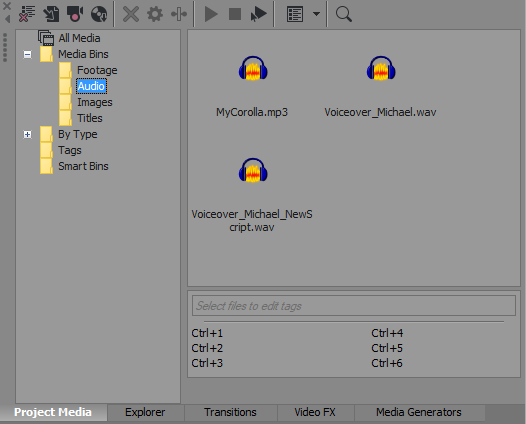 All Media
Media Bins
Footage
Audio
Images
Titles
By Type
Tags
Smart Bins
MyCorolla.mp3
Voiceover_Michael.wav
Voiceover_Michael_NewS
cript.wav
Select files to edit tags
Ctrl+1
Ctrl+4
Ctrl+2
Ctrl+5
Ctrl+3
Ctrl+6
Project Media
Explorer
Transitions
Video FX
Media Generators